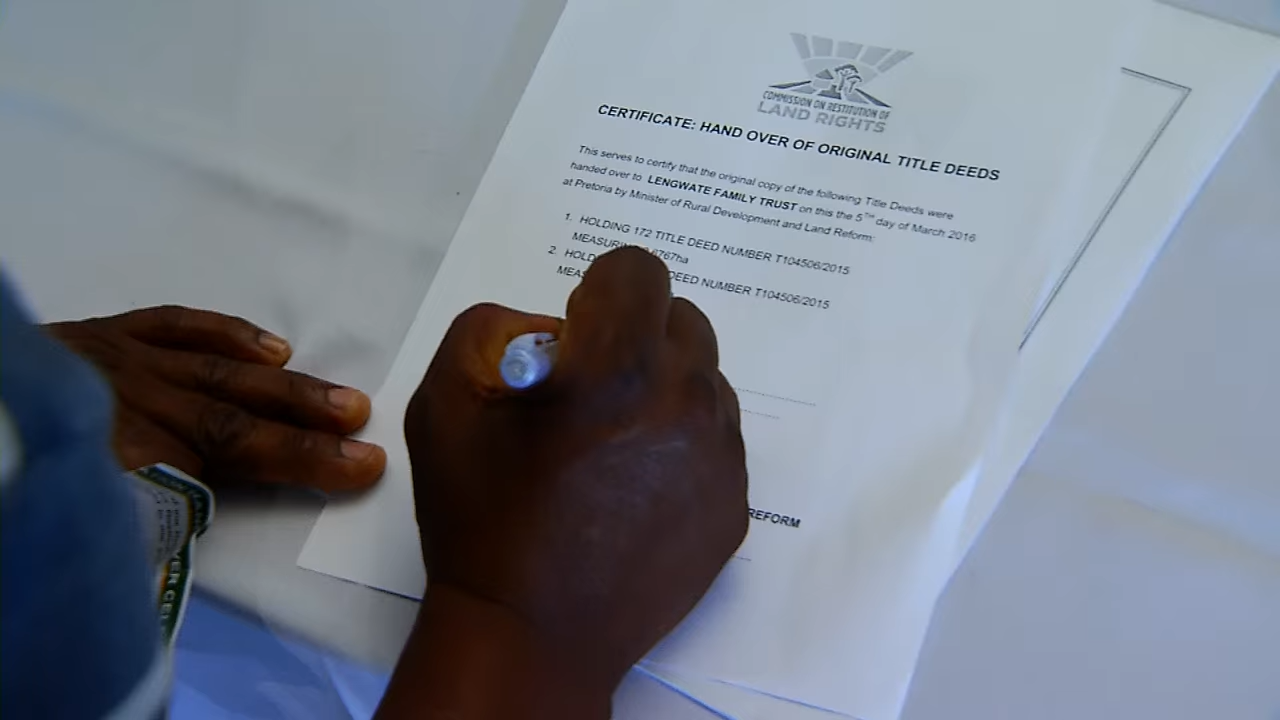 COMMISSION ON RESTITUTION OF
LAND RIGHTS
CERTIFICATE: HAND OVER OF ORIGINAL TITLE DEEDS
This serves to certify that the original copy of the following Title Deeds were
handed over to LENGWATE FAMILY TRUST on this the 5TH day of March 2016
at Pretoria by Minister of Rural Development and Land Reform:
1. HOLDING 172 TITLE DEED NUMBER T104506/2015
MEASURING 767ha
2. HOLD DEED NUMBER T104506/2015
MEAS
REFORM